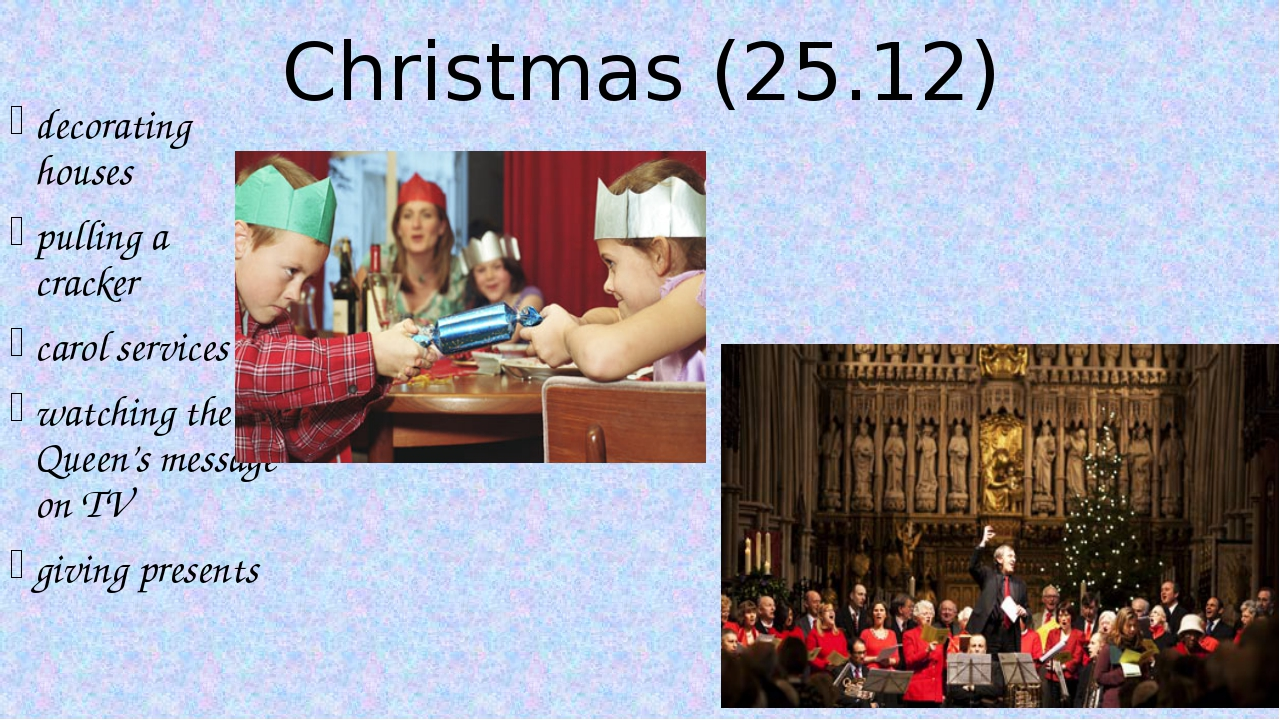 Christmas (25.12)
decorating
houses
pulling a
cracker
carol services
watching the
Queen's message
on TV
giving presents